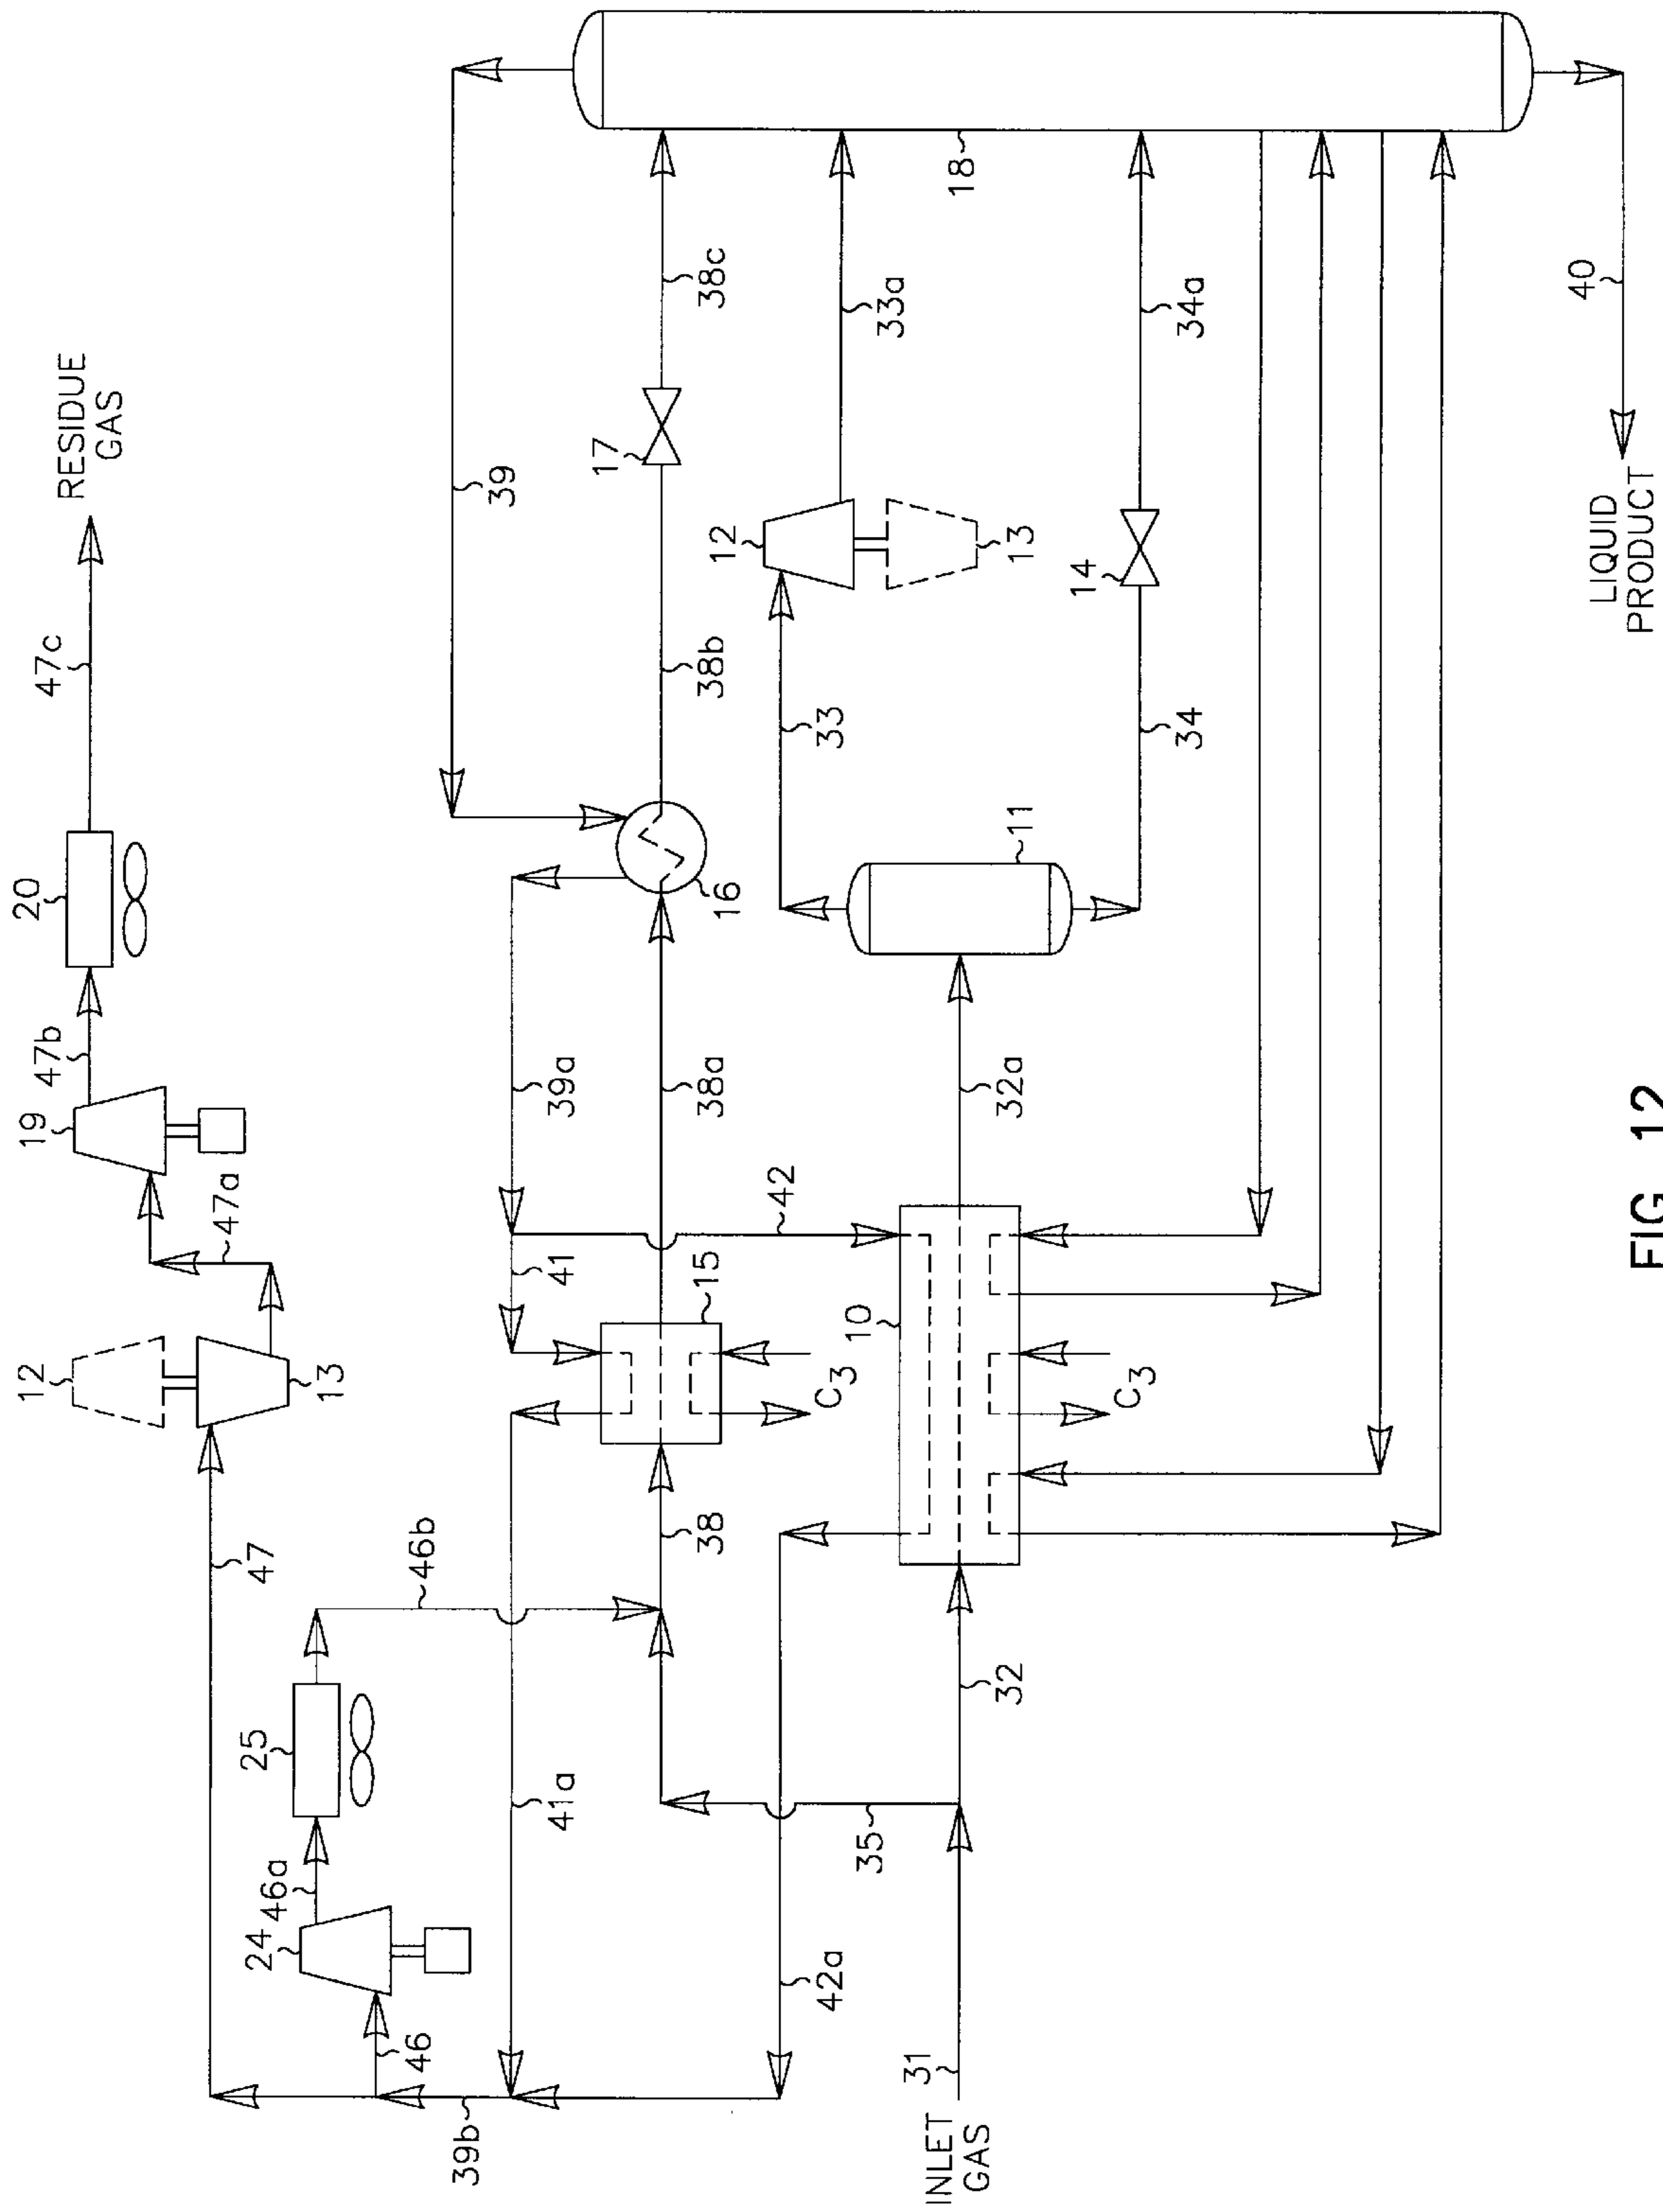 RESIDUE
GAS
47c
20
47b
19
47a
12
13
47
39
17
38c
38b
16
39a
38a
42
41
15
C3
38
46b
25
46a
24
46
41a
39b
42a
35
18
33a
12
13
33
14
34a
34
11
32a
10
C3
32
31
INLET
GAS
40
LIQUID
PRODUCT
FIG. 12